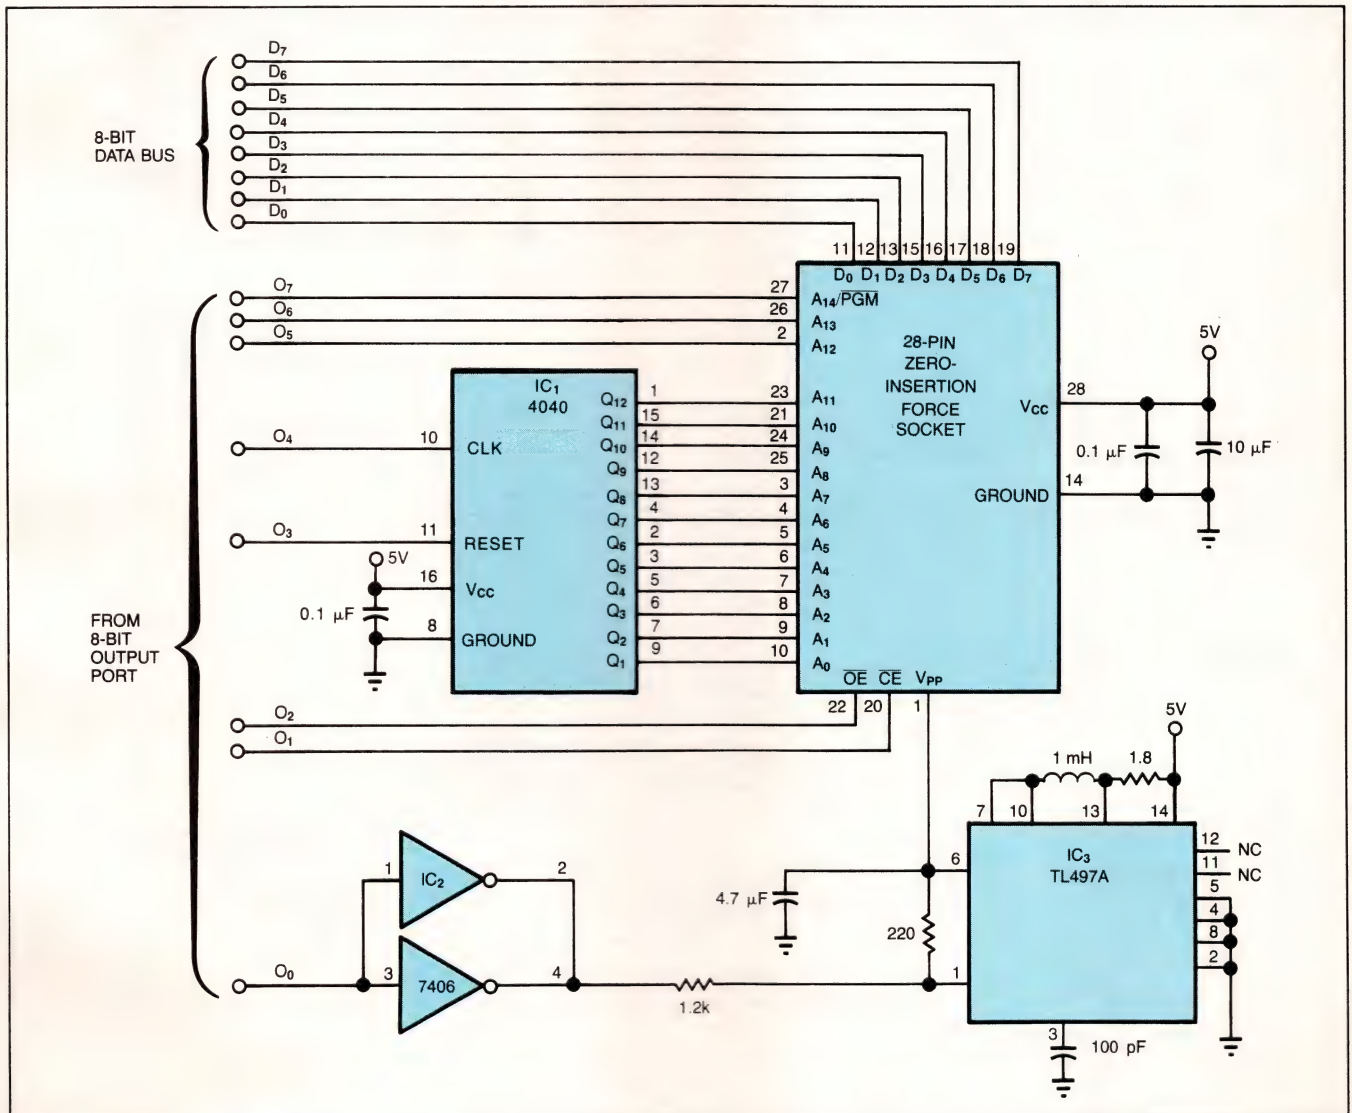 D7
D6
D5
D4
D3
D2
D1
D0
8-BIT
DATA BUS
11 12 13 15 16 17 18 19
D0 D1 D2 D3 D4 D5 D6 D7
O7
O6
O5
27
26
2
A14/PGM
A13
A12
28-PIN
ZERO-
INSERTION
FORCE
SOCKET
5V
28
VCC
0.1 µF
10 µF
14
GROUND
IC1
4040
O4
10
CLK
O3
11
RESET
5V
16
VCC
0.1 µF
8
GROUND
Q12 1 23 A11
Q11 15 21 A10
Q10 14 24 A9
Q9 12 25 A8
Q8 13 3 A7
Q7 4 4 A6
Q6 2 5 A5
Q5 3 6 A4
Q4 5 7 A3
Q3 6 8 A2
Q2 7 9 A1
Q1 9 10 A0
OE CE VPP
22 20 1
FROM
8-BIT
OUTPUT
PORT
O2
O1
5V
1 mH
1.8
7 10 13 14
IC3
TL497A
12 NC
11 NC
5
4
8
2
6
4.7 µF
220
1
3
100 pF
1
IC2
2
O0
3
7406
4
1.2k